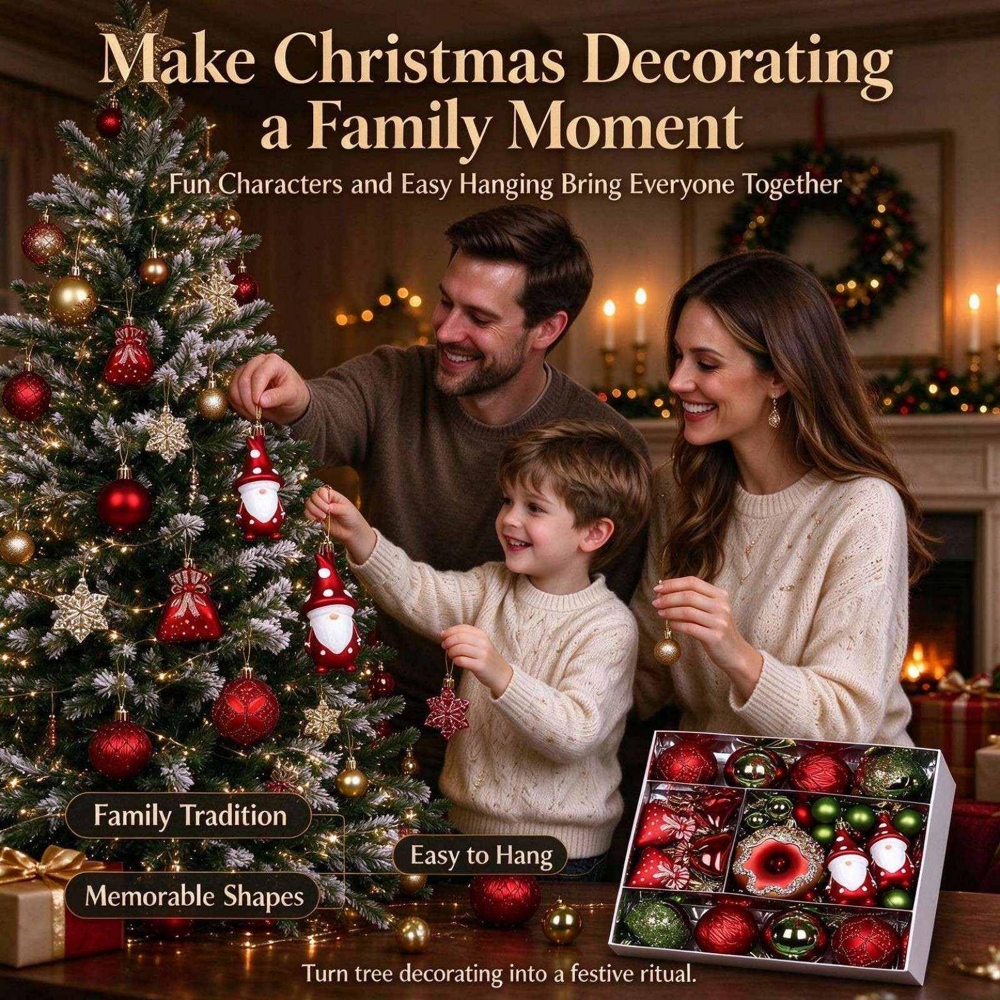 Make Christmas Decorating
a Family Moment
Fun Characters and Easy Hanging Bring Everyone Together
Family Tradition
Easy to Hang
Memorable Shapes
Turn tree decorating into a festive ritual.